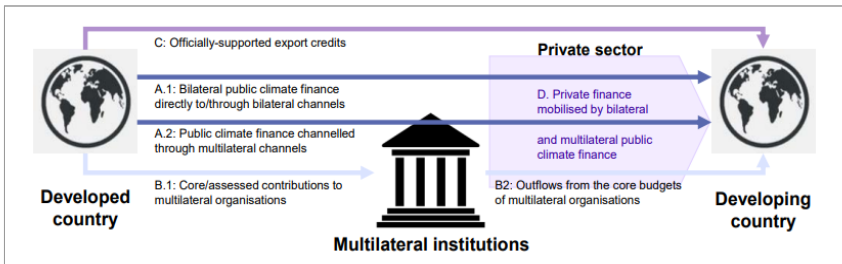 C: Officially-supported export credits
Private sector
A.1: Bilateral public climate finance
directly to/through bilateral channels
D. Private finance
mobilised by bilateral
A.2: Public climate finance channelled
through multilateral channels
and multilateral public
climate finance
Developed
country
B.1: Core/assessed contributions to
multilateral organisations
B2: Outflows from the core budgets
of multilateral organisations
Developing
country
Multilateral institutions